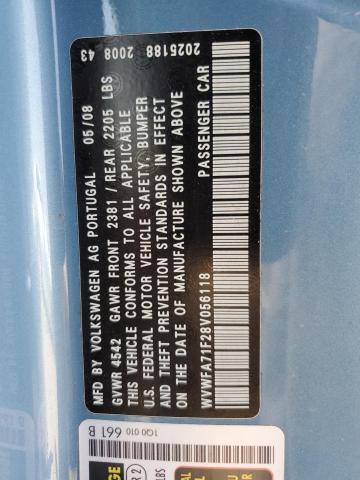 MFD BY VOLKSWAGEN AG PORTUGAL 05/08 43 2008 2025188
GVWR 4542 GAWR FRONT 2381/REAR 2205 LBS
THIS VEHICLE CONFORMS TO ALL APPLICABLE
U.S. FEDERAL MOTOR VEHICLE SAFETY, BUMPER
AND THEFT PREVENTION STANDARDS IN EFFECT
ON THE DATE OF MANUFACTURE SHOWN ABOVE
WVWFA71F28V056118 PASSENGER CAR
1Q0 010 661 B